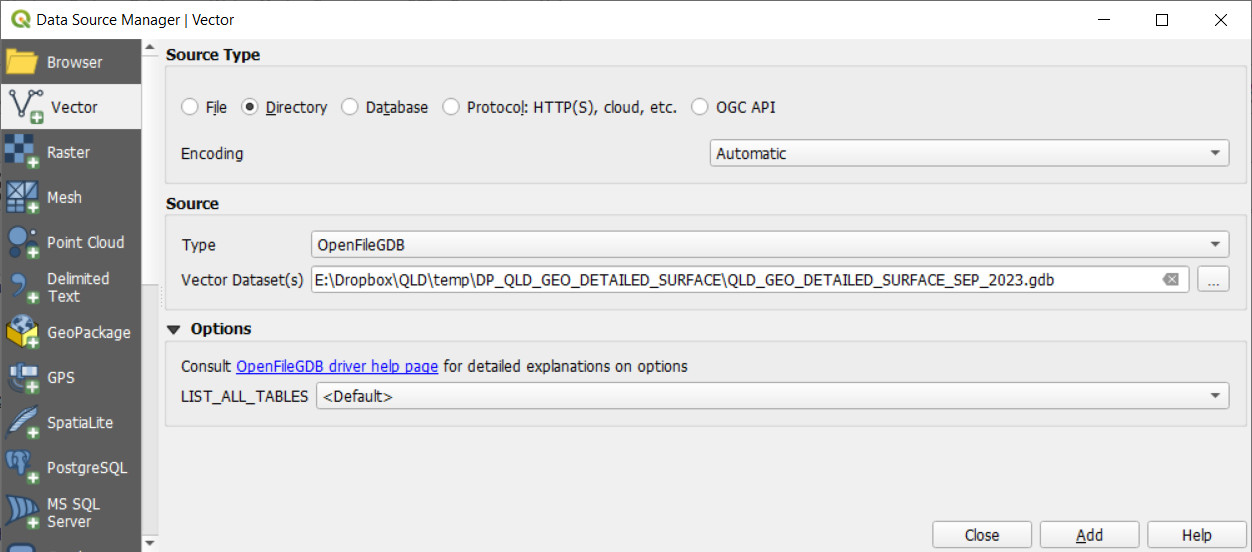 Data Source Manager | Vector
Browser
Vector
Raster
Mesh
Point Cloud
Delimited
Text
GeoPackage
GPS
SpatiaLite
PostgreSQL
MS SQL
Server
Source Type
File Directory Database Protocol: HTTP(S), cloud, etc. OGC API
Encoding Automatic
Source
Type OpenFileGDB
Vector Dataset(s) E:\Dropbox\QLD\temp\DP_QLD_GEO_DETAILED_SURFACE\QLD_GEO_DETAILED_SURFACE_SEP_2023.gdb ...
Options
Consult OpenFileGDB driver help page for detailed explanations on options
LIST_ALL_TABLES <Default>
Close Add Help